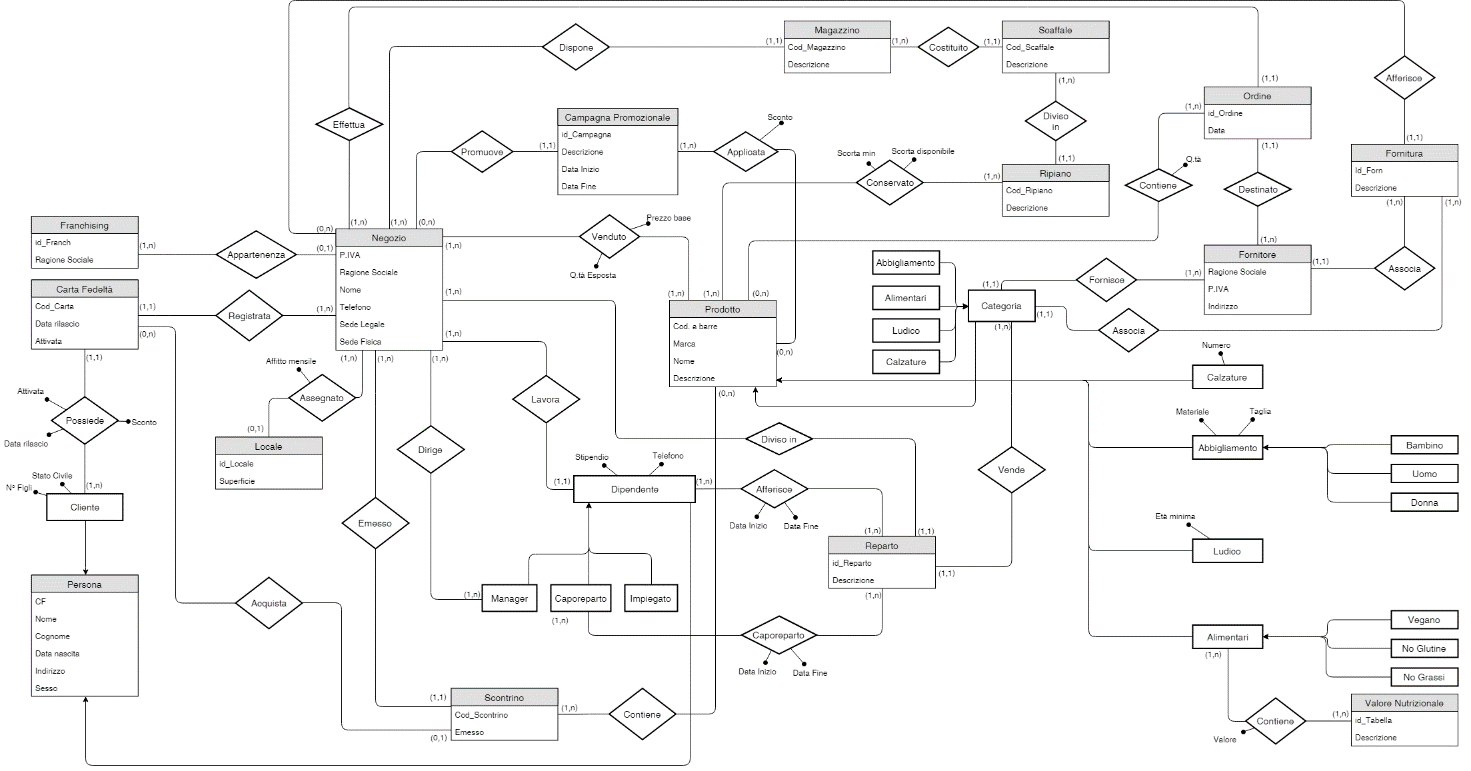 Magazzino
Cod_Magazzino
Descrizione
Dispone
(1,1)
(1,n)
Costituito
(1,1)
Scaffale
Cod_Scaffale
Descrizione
(1,n)
Diviso
in
(1,1)
Ripiano
Cod_Ripiano
Descrizione
(1,n)
Conservato
Scorta min
Scorta disponibile
Afferisce
(1,1)
Ordine
id_Ordine
Data
(1,1)
(1,n)
(1,1)
Contiene
Q.tà
Destinato
(1,n)
Fornitura
Id_Forn
Descrizione
(1,n)
(1,n)
Associa
Fornitore
Ragione Sociale
P.IVA
Indirizzo
(1,1)
(1,n)
Fornisce
Effettua
Campagna Promozionale
id_Campagna
Descrizione
Data Inizio
Data Fine
Promuove
(1,1)
(1,n)
Applicata
Sconto
Franchising
id_Franch
Ragione Sociale
(1,n)
Appartenenza
(0,1)
(0,n)
(1,n)
(1,n)
(0,n)
Negozio
P.IVA
Ragione Sociale
Nome
Telefono
Sede Legale
Sede Fisica
(1,n)
(1,n)
(1,n)
(1,n)
(1,n)
(1,n)
(1,n)
Venduto
Prezzo base
Q.tà Esposta
Carta Fedeltà
Cod_Carta
Data rilascio
Attivata
(1,1)
(0,n)
(1,1)
Registrata
Prodotto
Cod. a barre
Marca
Nome
Descrizione
(1,n)
(1,n)
(0,n)
(0,n)
(0,n)
Abbigliamento
Alimentari
Ludico
Calzature
Categoria
(1,1)
(1,n)
(1,1)
Associa
Numero
Calzature
Affitto mensile
Assegnato
(0,1)
Locale
id_Locale
Superficie
Attivata
Possiede
Sconto
Data rilascio
Stato Civile
N° Figli
(1,n)
Cliente
Dirige
Lavora
Diviso in
Vende
Materiale
Taglia
Abbigliamento
Bambino
Uomo
Donna
Stipendio
Telefono
(1,1)
Dipendente
(1,n)
Afferisce
Data Inizio
Data Fine
(1,n)
(1,1)
Emesso
Reparto
id_Reparto
Descrizione
(1,1)
(1,n)
Età minima
Ludico
Persona
CF
Nome
Cognome
Data nascita
Indirizzo
Sesso
Acquista
(1,n)
Manager
Caporeparto
Impiegato
(1,n)
Caporeparto
Data Inizio
Data Fine
Alimentari
(1,n)
Vegano
No Glutine
No Grassi
(1,1)
Scontrino
Cod_Scontrino
Emesso
(0,1)
(1,n)
Contiene
Contiene
Valore
(1,n)
Valore Nutrizionale
id_Tabella
Descrizione